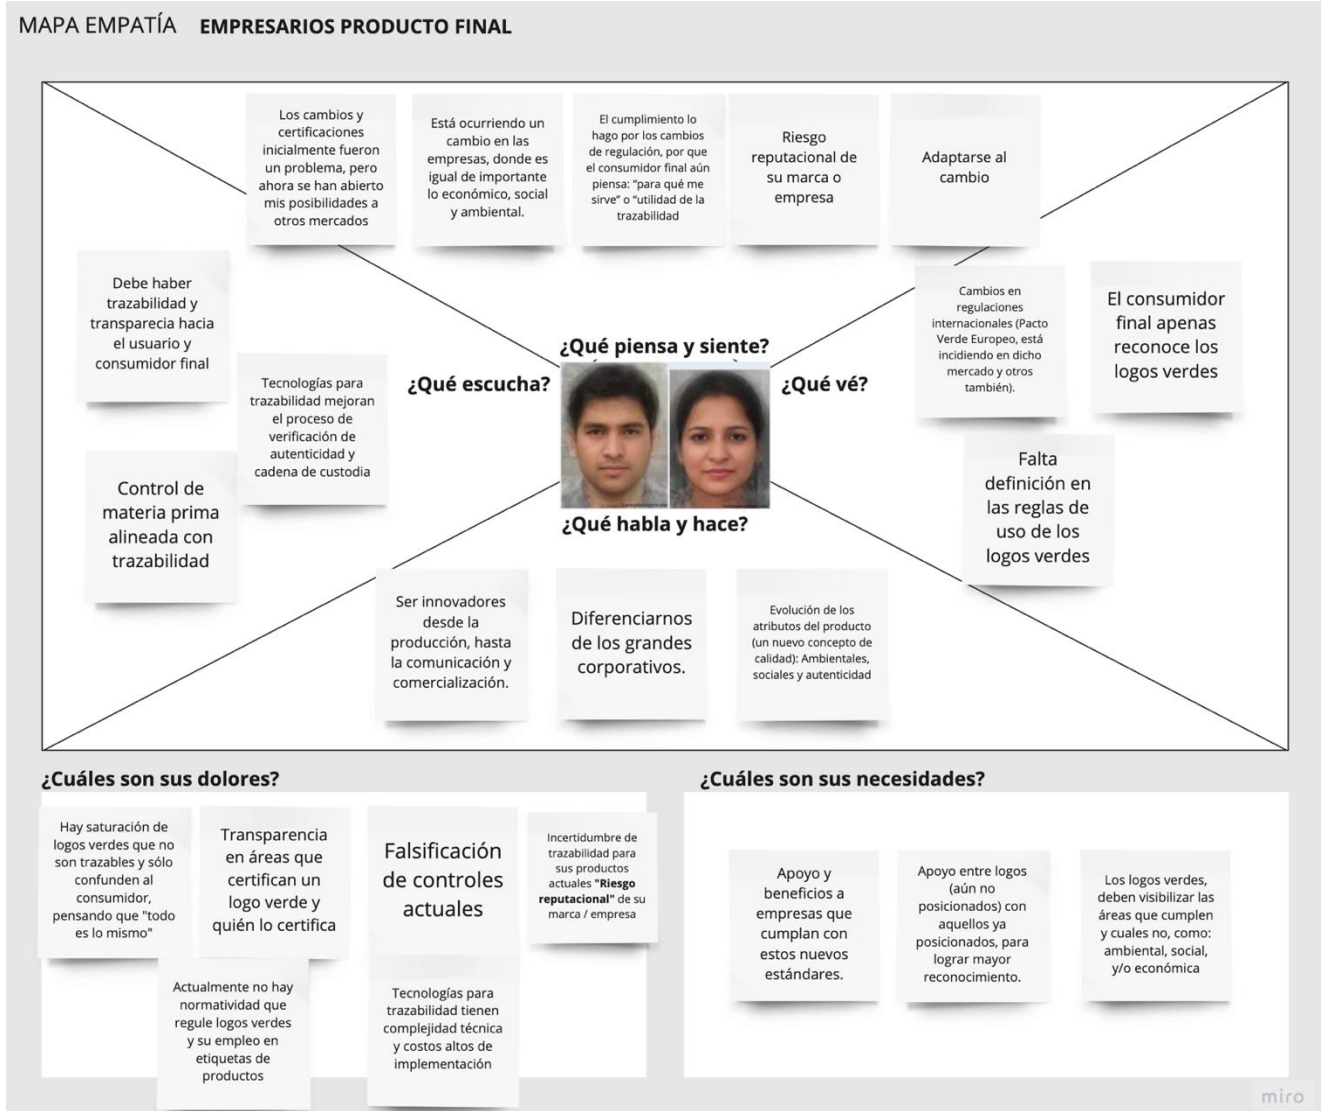 MAPA EMPATÍA EMPRESARIOS PRODUCTO FINAL
Los cambios y
certificaciones
inicialmente fueron
un problema, pero
ahora se han abierto
mis posibilidades a
otros mercados
Está ocurriendo un
cambio en las
empresas, donde es
igual de importante
lo económico, social
y ambiental.
El cumplimiento lo
hago por los cambios
de regulación, por que
el consumidor final aún
piensa: “para qué me
sirve” o “utilidad de la
trazabilidad
Riesgo
reputacional de
su marca o
empresa
Adaptarse al
cambio
¿Qué piensa y siente?
¿Qué escucha?
Debe haber
trazabilidad y
transparecia hacia
el usuario y
consumidor final
Tecnologías para
trazabilidad mejoran
el proceso de
verificación de
autenticidad y
cadena de custodia
Control de
materia prima
alineada con
trazabilidad
¿Qué vé?
Cambios en
regulaciones
internacionales (Pacto
Verde Europeo, está
incidiendo en dicho
mercado y otros
también).
El consumidor
final apenas
reconoce los
logos verdes
Falta
definición en
las reglas de
uso de los
logos verdes
¿Qué habla y hace?
Ser innovadores
desde la
producción, hasta
la comunicación y
comercialización.
Diferenciarnos
de los grandes
corporativos.
Evolución de los
atributos del producto
(un nuevo concepto de
calidad): Ambientales,
sociales y autenticidad
¿Cuáles son sus dolores?
Hay saturación de
logos verdes que no
son trazables y sólo
confunden al
consumidor,
pensando que "todo
es lo mismo"
Transparencia
en áreas que
certifican un
logo verde y
quién lo certifica
Falsificación
de controles
actuales
Incertidumbre de
trazabilidad para
sus productos
actuales "Riesgo
reputacional" de su
marca / empresa
Actualmente no hay
normatividad que
regule logos verdes
y su empleo en
etiquetas de
productos
Tecnologías para
trazabilidad tienen
complejidad técnica
y costos altos de
implementación
¿Cuáles son sus necesidades?
Apoyo y
beneficios a
empresas que
cumplan con
estos nuevos
estándares.
Apoyo entre logos
(aún no
posicionados) con
aquellos ya
posicionados, para
lograr mayor
reconocimiento.
Los logos verdes,
deben visibilizar las
áreas que cumplen
y cuales no, como:
ambiental, social,
y/o económica
miro